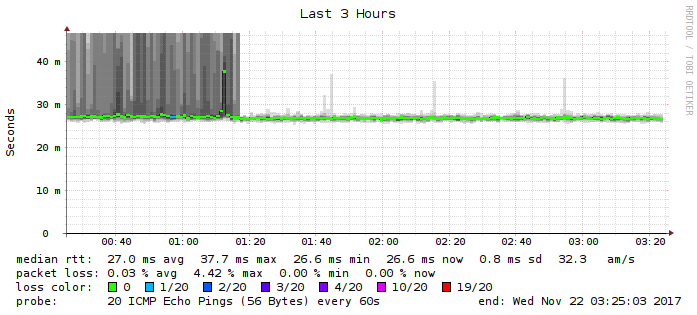 Last 3 Hours
RRDTOOL / TOBI OETIKER
Seconds
40 m
30 m
20 m
10 m
0
00:40 01:00 01:20 01:40 02:00 02:20 02:40 03:00 03:20
median rtt: 27.0 ms avg 37.7 ms max 26.6 ms min 26.6 ms now 0.8 ms sd 32.3 am/s
packet loss: 0.03 % avg 4.42 % max 0.00 % min 0.00 % now
loss color: 0 1/20 2/20 3/20 4/20 10/20 19/20
probe: 20 ICMP Echo Pings (56 Bytes) every 60s end: Wed Nov 22 03:25:03 2017